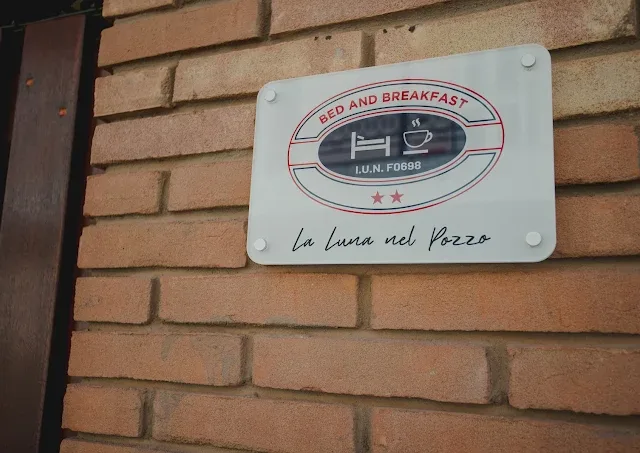 BED AND BREAKFAST
I.U.N. F0698
La Luna nel Pozzo